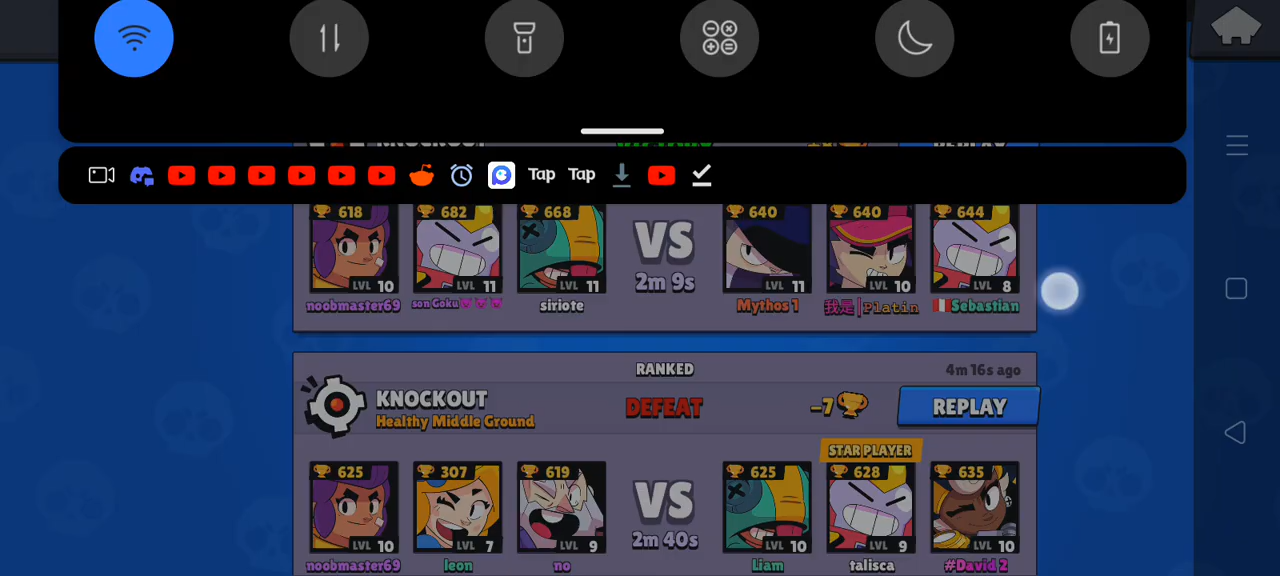 Tap Tap
618 682 668 VS 640 640 644
LVL 10 LVL 11 LVL 11 2m 9s LVL 11 LVL 10 LVL 8
noobmaster69 son Goku😈😈😈 siriote Mythos 1 我是|Platin 🇵🇪Sebastian
RANKED 4m 16s ago
KNOCKOUT DEFEAT -7 REPLAY
Healthy Middle Ground
STAR PLAYER
625 307 619 VS 625 628 635
LVL 10 LVL 7 LVL 9 2m 40s LVL 10 LVL 9 LVL 10
noobmaster69 leon no Liam talisca #David 2